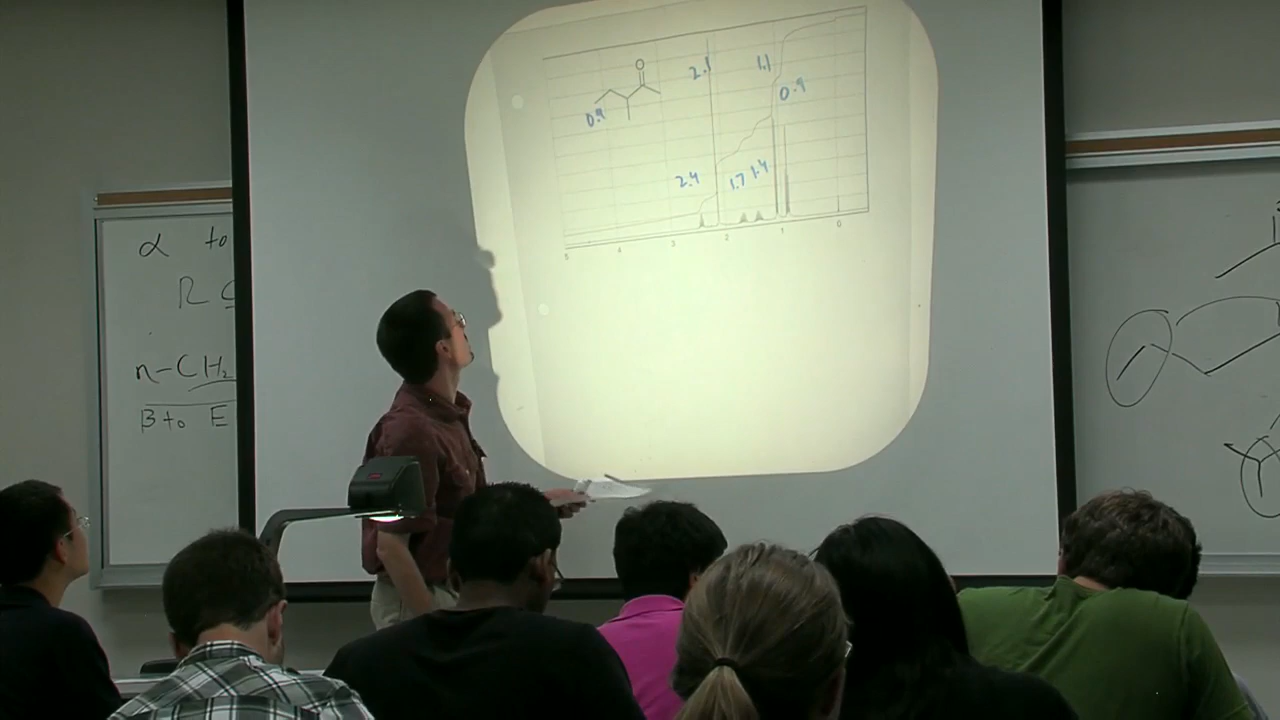 α to
R C
n-CH₂
β to E
O
2.1
1.1
0.9
0.9
2.4
1.7 1.4
5 4 3 2 1 0